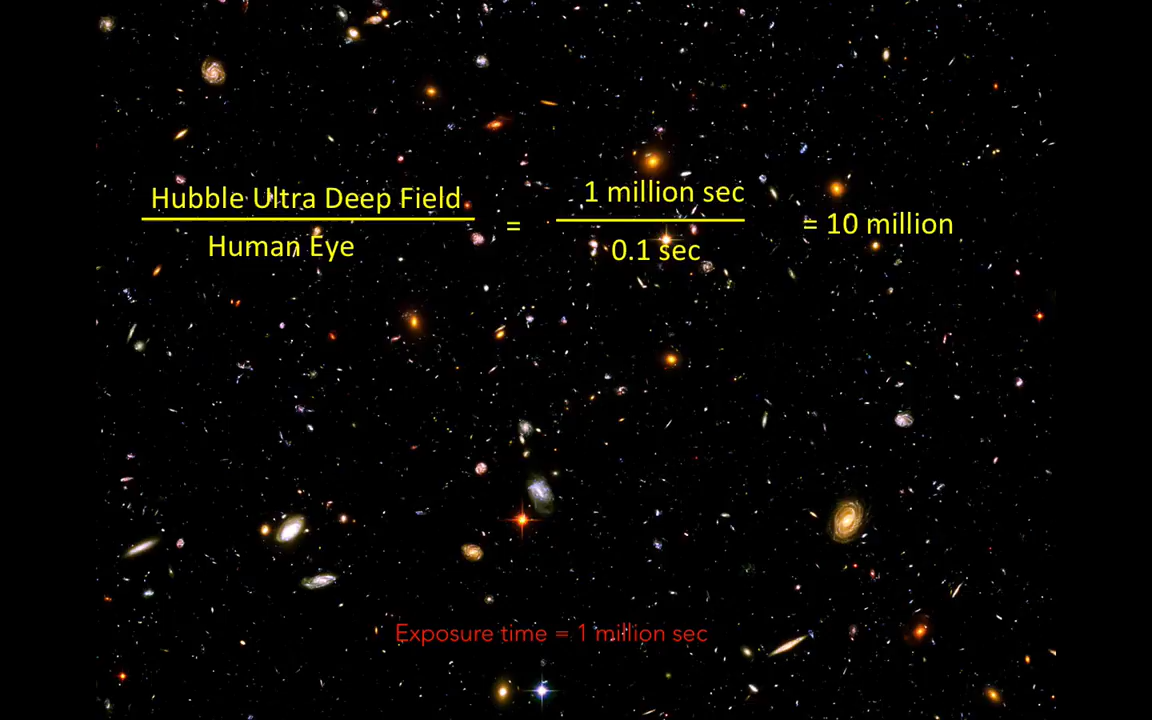 Hubble Ultra Deep Field
Human Eye
=
1 million sec
0.1 sec
= 10 million
Exposure time = 1 million sec